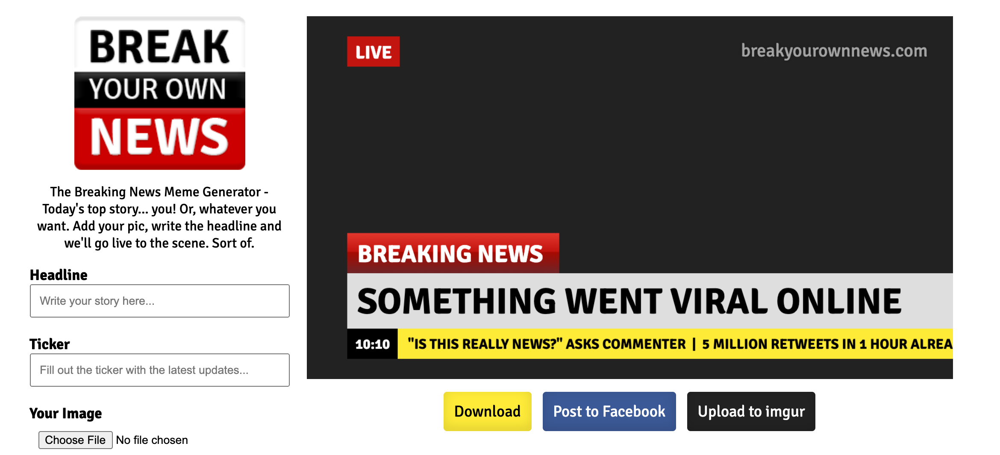 BREAK
YOUR OWN
NEWS
The Breaking News Meme Generator -
Today's top story... you! Or, whatever you
want. Add your pic, write the headline and
we'll go live to the scene. Sort of.
Headline
Write your story here...
Ticker
Fill out the ticker with the latest updates...
Your Image
Choose File No file chosen
LIVE
breakyourownnews.com
BREAKING NEWS
SOMETHING WENT VIRAL ONLINE
10:10 "IS THIS REALLY NEWS?" ASKS COMMENTER | 5 MILLION RETWEETS IN 1 HOUR ALREA
Download
Post to Facebook
Upload to imgur